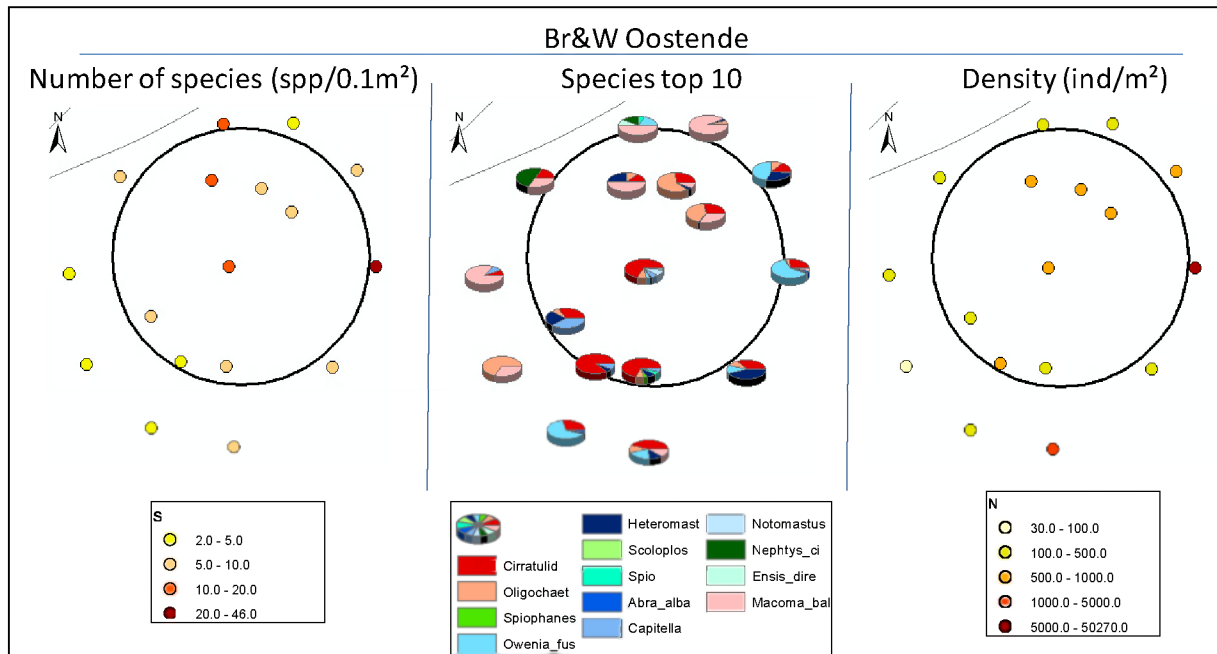 Br&W Oostende
Number of species (spp/0.1m²)
Species top 10
Density (ind/m²)
N
N
N
S
2.0 - 5.0
5.0 - 10.0
10.0 - 20.0
20.0 - 46.0
Cirratulid
Oligochaet
Spiophanes
Owenia_fus
Heteromast
Scoloplos
Spio
Abra_alba
Capitella
Notomastus
Nephtys_ci
Ensis_dire
Macoma_bal
N
30.0 - 100.0
100.0 - 500.0
500.0 - 1000.0
1000.0 - 5000.0
5000.0 - 50270.0